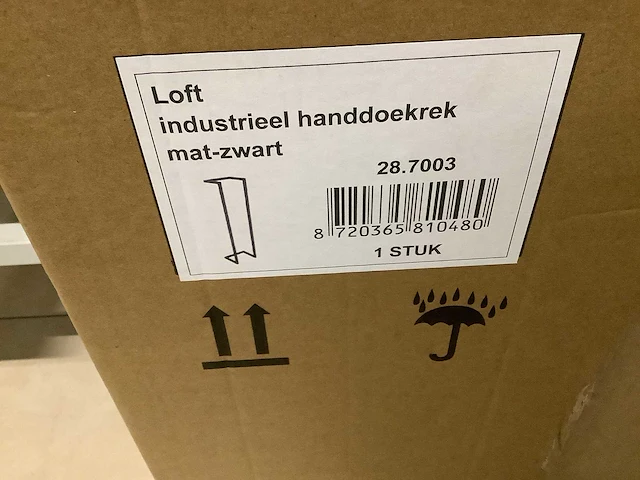 Loft
industrieel handdoekrek
mat-zwart
28.7003
8 720365 810480
1 STUK